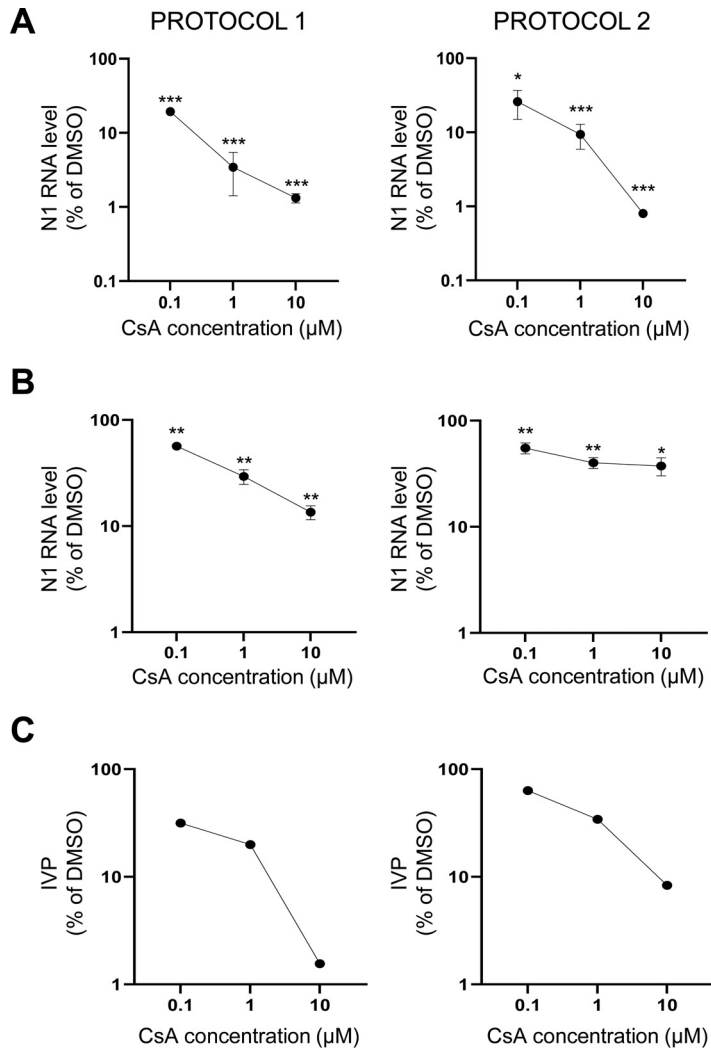 A
PROTOCOL 1
PROTOCOL 2
N1 RNA level
(% of DMSO)
100
10
1
0.1
***
***
***
0.1
1
10
CsA concentration (µM)
N1 RNA level
(% of DMSO)
100
10
1
0.1
*
***
***
0.1
1
10
CsA concentration (µM)
B
N1 RNA level
(% of DMSO)
100
10
1
**
**
**
0.1
1
10
CsA concentration (µM)
N1 RNA level
(% of DMSO)
100
10
1
**
**
*
0.1
1
10
CsA concentration (µM)
C
IVP
(% of DMSO)
100
10
1
0.1
1
10
CsA concentration (µM)
IVP
(% of DMSO)
100
10
1
0.1
1
10
CsA concentration (µM)